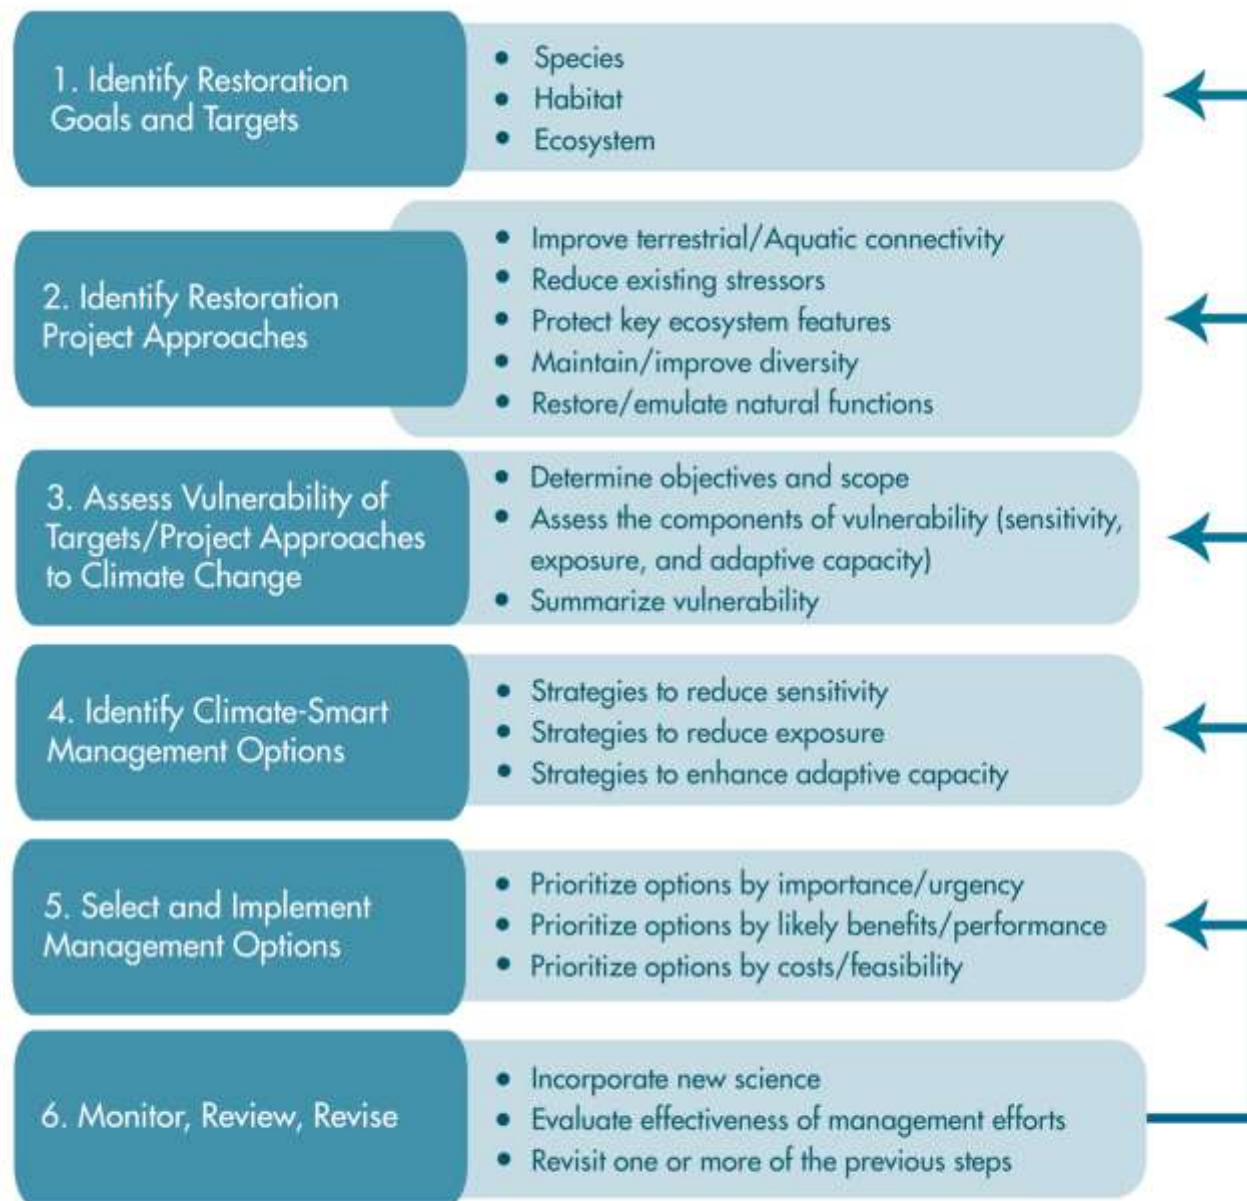 1. Identify Restoration
Goals and Targets
• Species
• Habitat
• Ecosystem
2. Identify Restoration
Project Approaches
• Improve terrestrial/Aquatic connectivity
• Reduce existing stressors
• Protect key ecosystem features
• Maintain/improve diversity
• Restore/emulate natural functions
3. Assess Vulnerability of
Targets/Project Approaches
to Climate Change
• Determine objectives and scope
• Assess the components of vulnerability (sensitivity,
exposure, and adaptive capacity)
• Summarize vulnerability
4. Identify Climate-Smart
Management Options
• Strategies to reduce sensitivity
• Strategies to reduce exposure
• Strategies to enhance adaptive capacity
5. Select and Implement
Management Options
• Prioritize options by importance/urgency
• Prioritize options by likely benefits/performance
• Prioritize options by costs/feasibility
6. Monitor, Review, Revise
• Incorporate new science
• Evaluate effectiveness of management efforts
• Revisit one or more of the previous steps